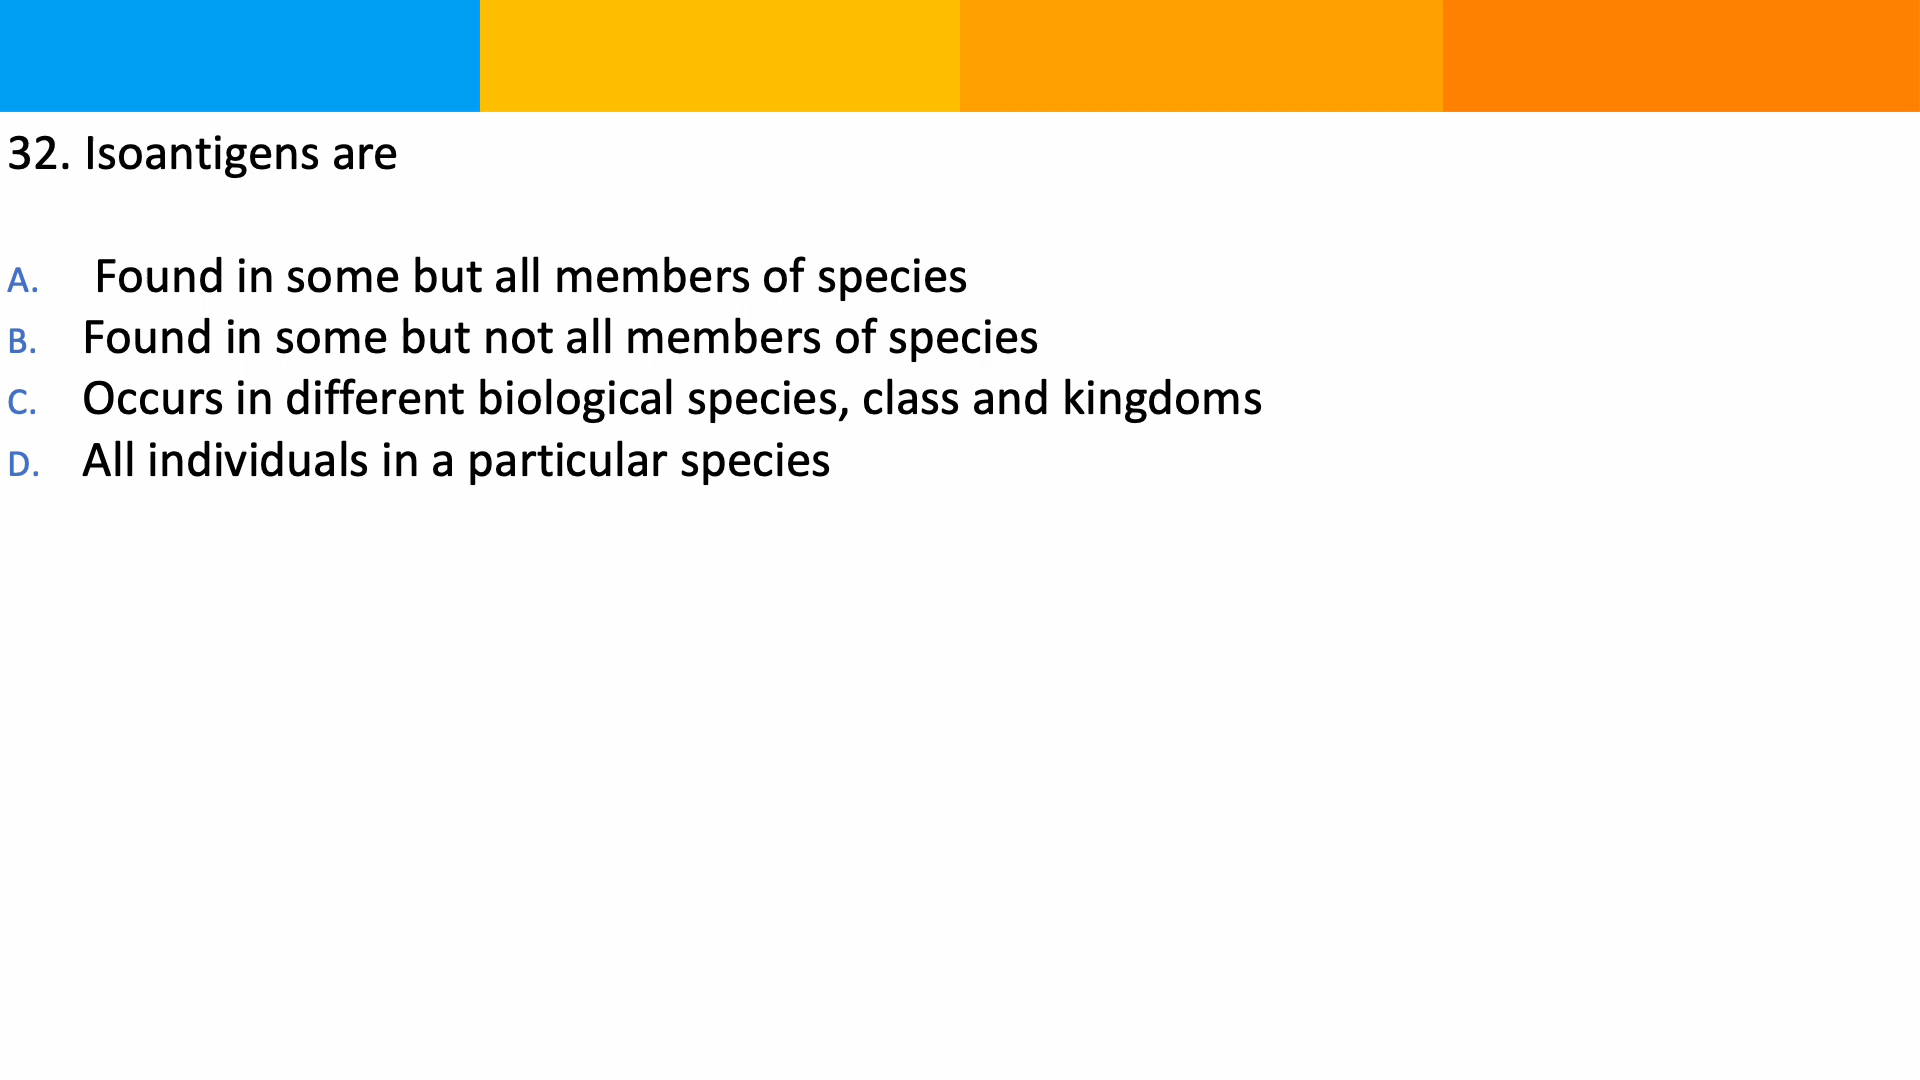 32. Isoantigens are
A. Found in some but all members of species
B. Found in some but not all members of species
C. Occurs in different biological species, class and kingdoms
D. All individuals in a particular species